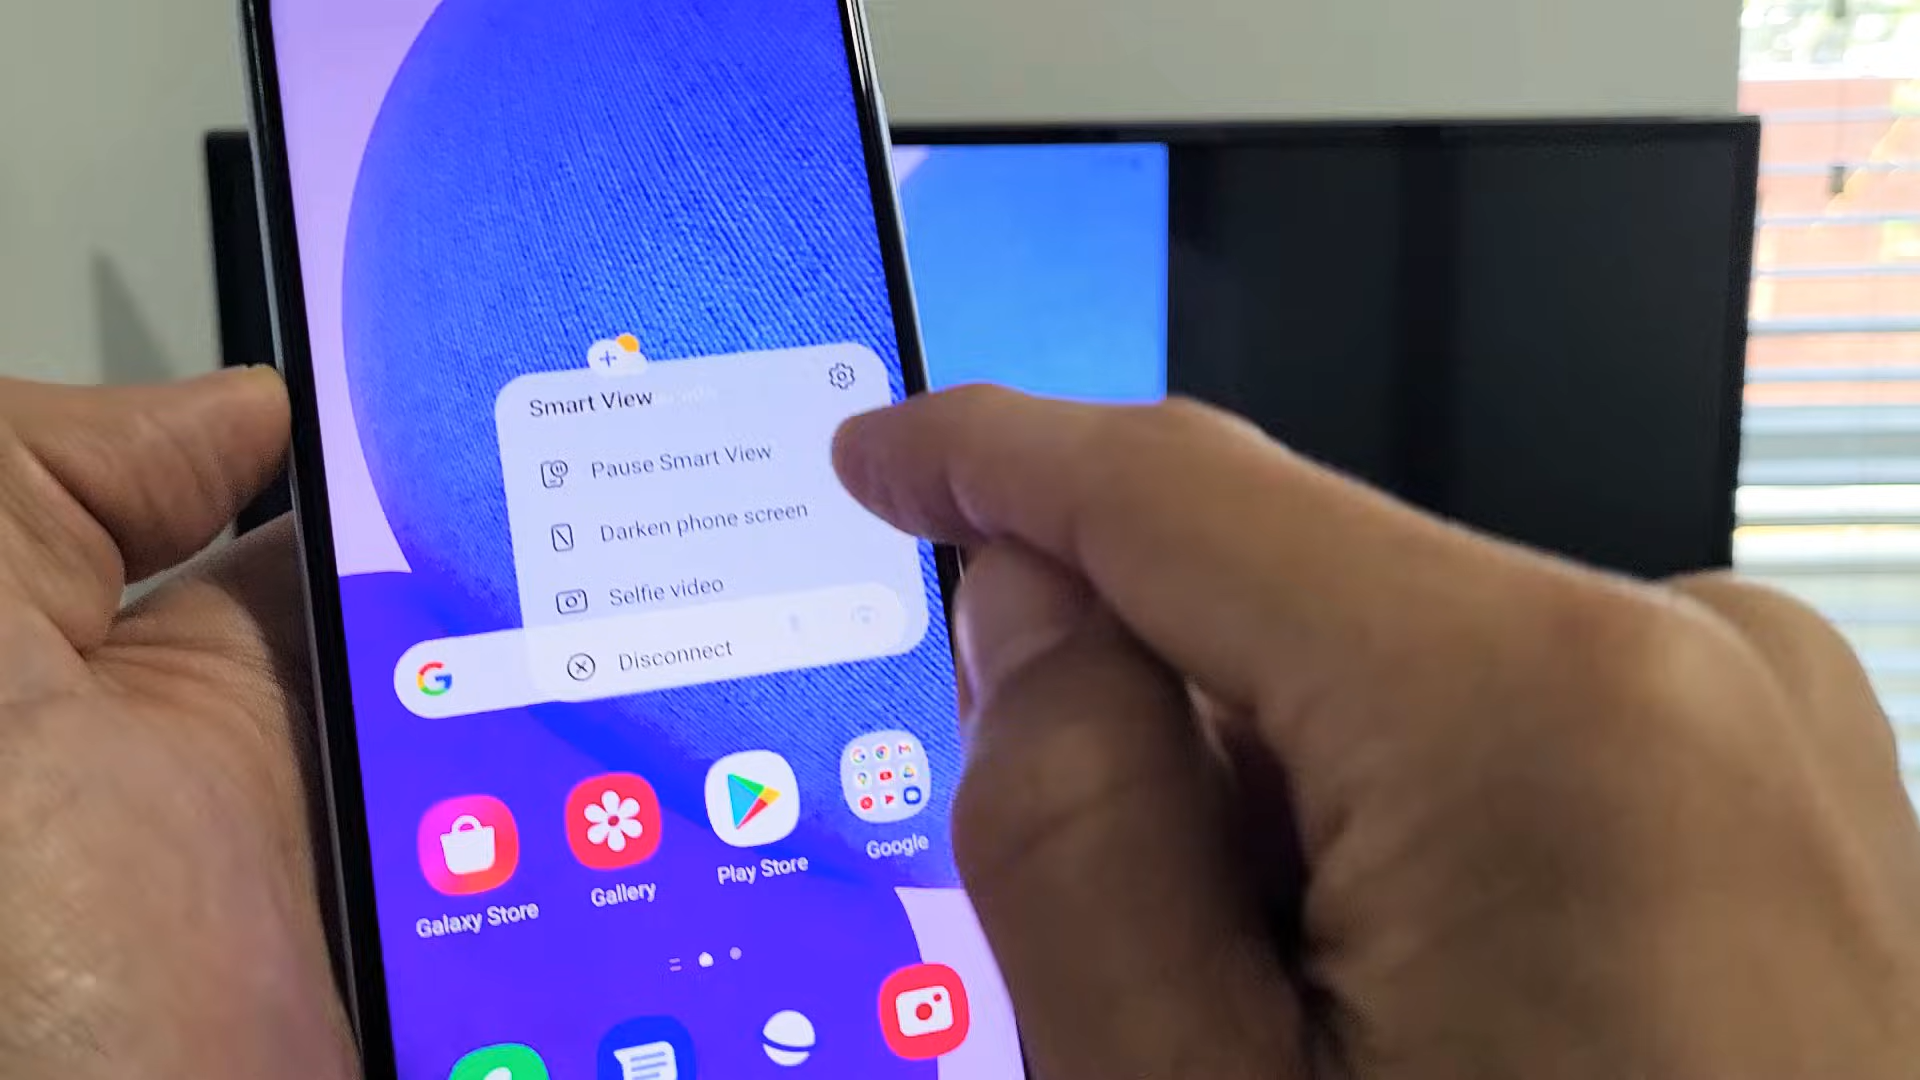 Smart View
Pause Smart View
Darken phone screen
Selfie video
Disconnect
Galaxy Store
Gallery
Play Store
Google